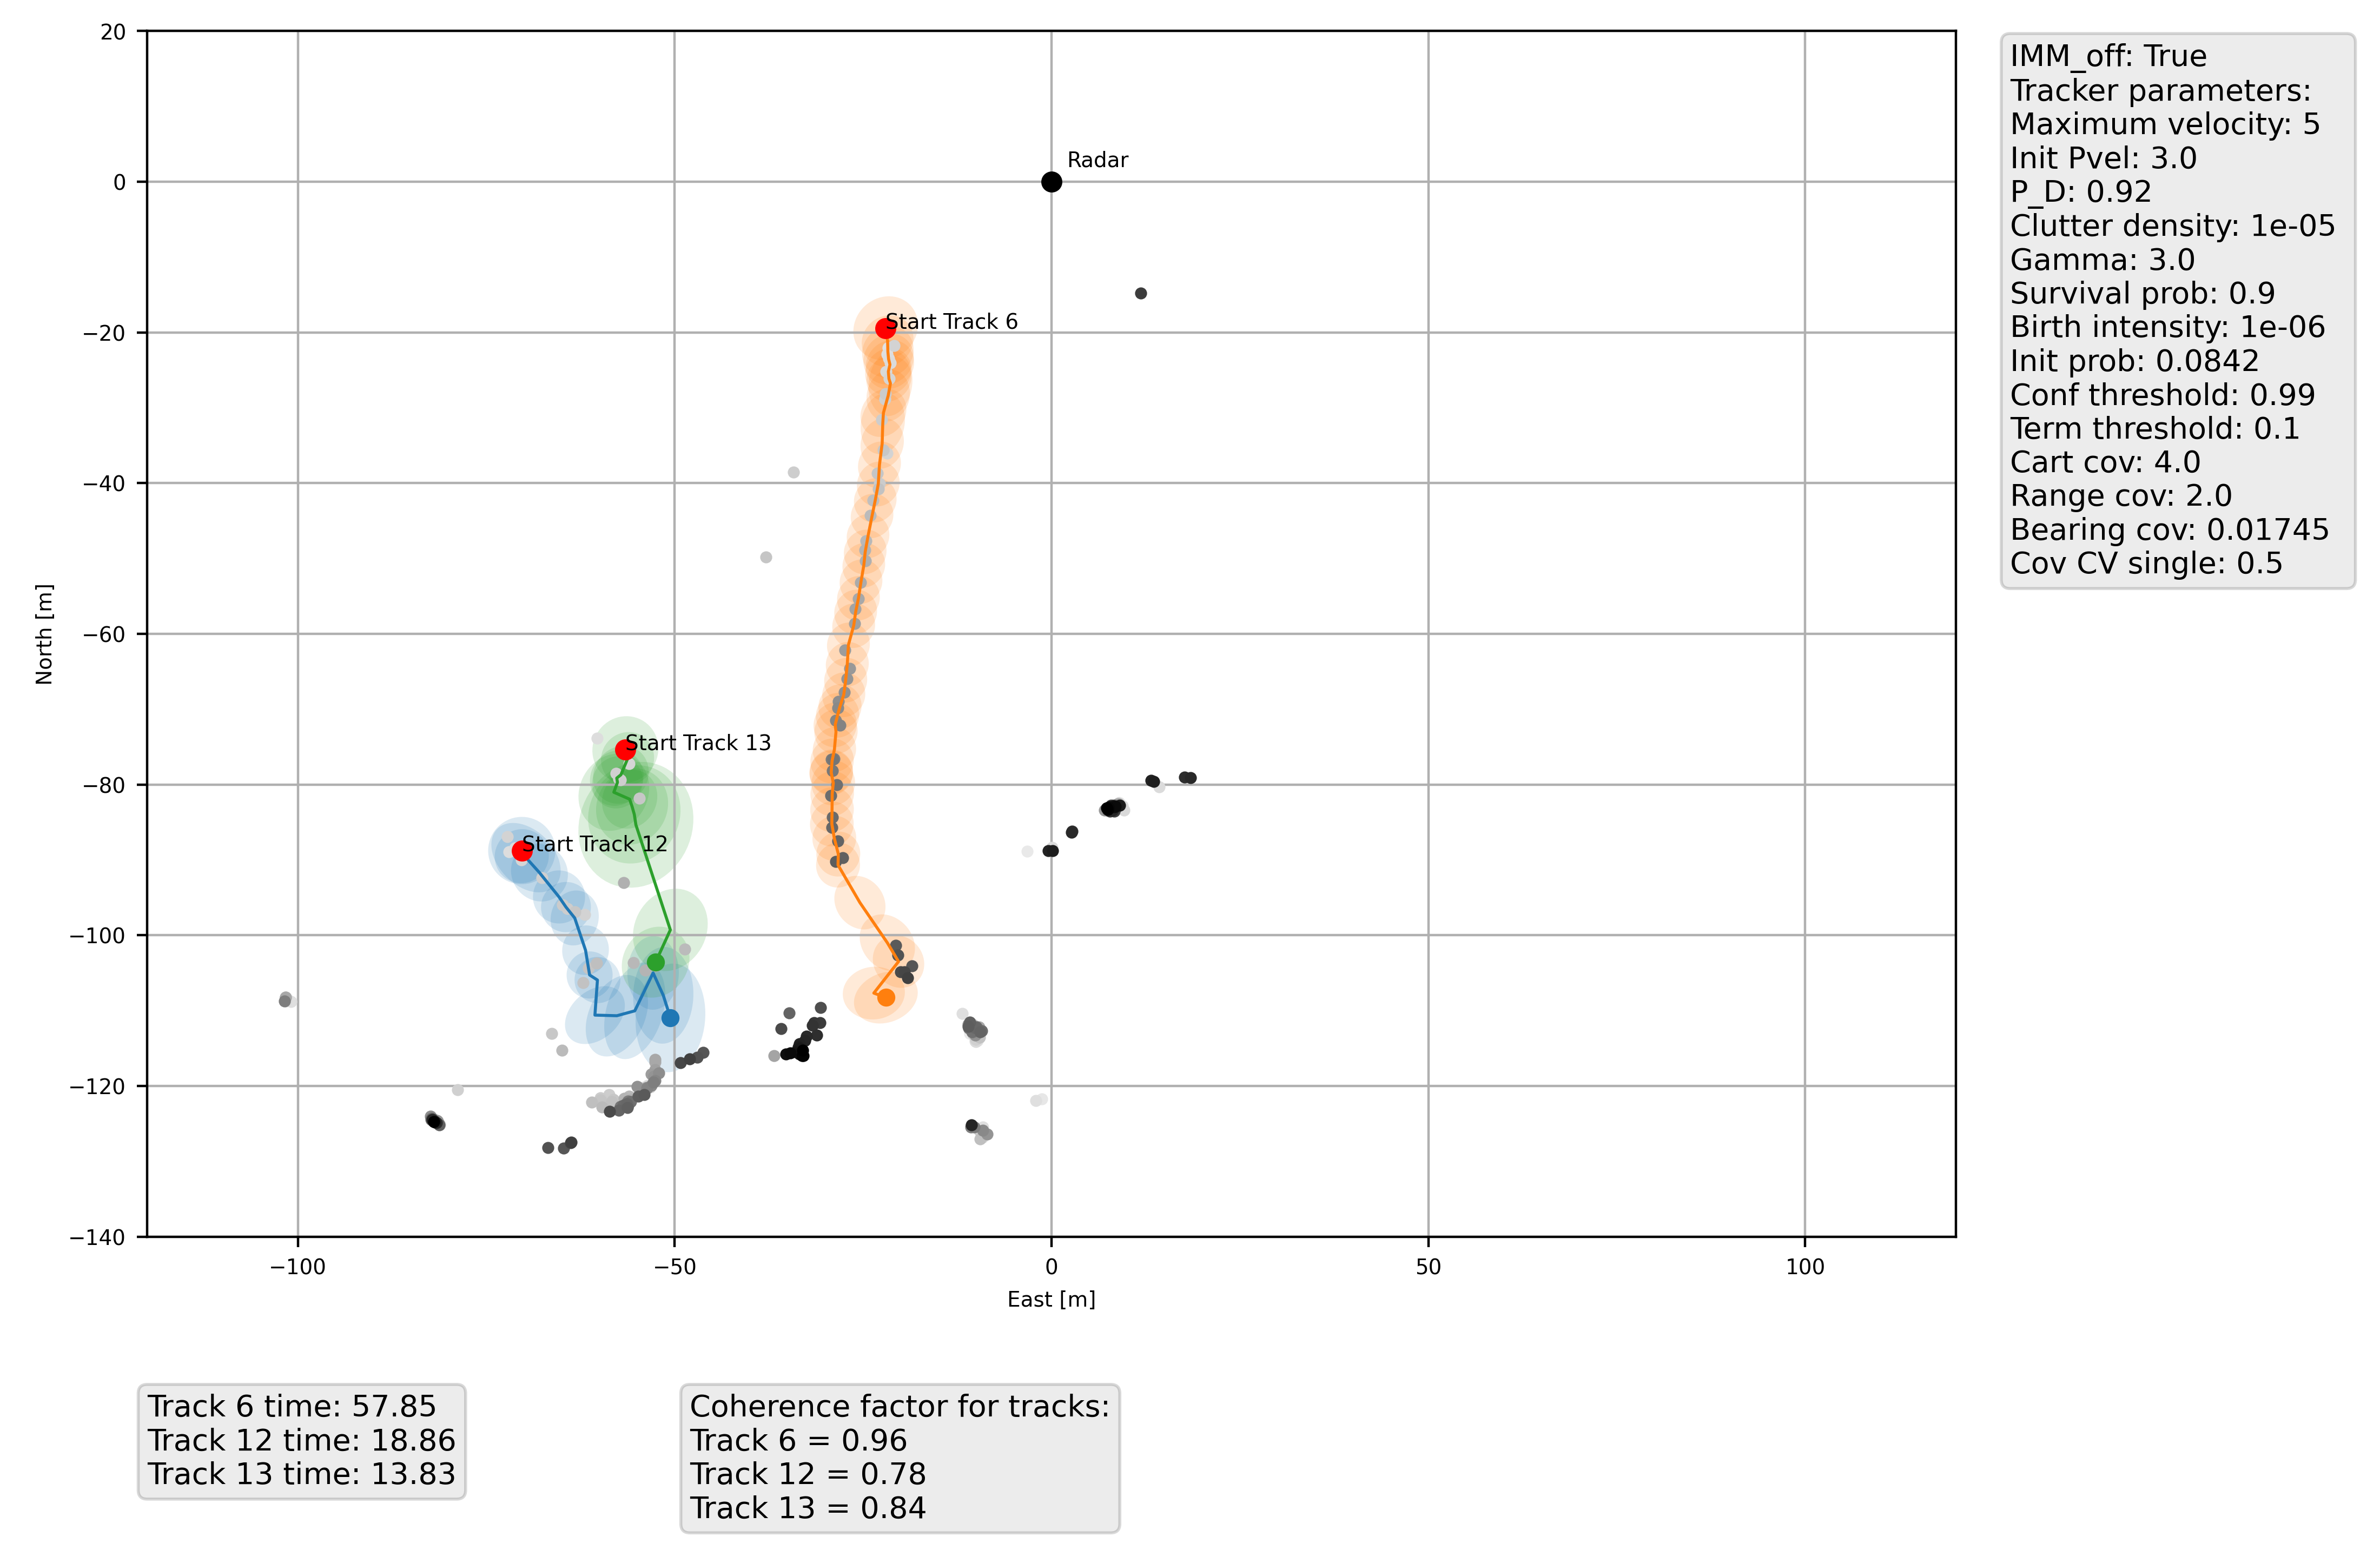 20
0
−20
−40
−60
−80
−100
−120
−140
North [m]
−100
−50
0
50
100
East [m]
Radar
Start Track 6
Start Track 13
Start Track 12
IMM_off: True
Tracker parameters:
Maximum velocity: 5
Init Pvel: 3.0
P_D: 0.92
Clutter density: 1e-05
Gamma: 3.0
Survival prob: 0.9
Birth intensity: 1e-06
Init prob: 0.0842
Conf threshold: 0.99
Term threshold: 0.1
Cart cov: 4.0
Range cov: 2.0
Bearing cov: 0.01745
Cov CV single: 0.5
Track 6 time: 57.85
Track 12 time: 18.86
Track 13 time: 13.83
Coherence factor for tracks:
Track 6 = 0.96
Track 12 = 0.78
Track 13 = 0.84